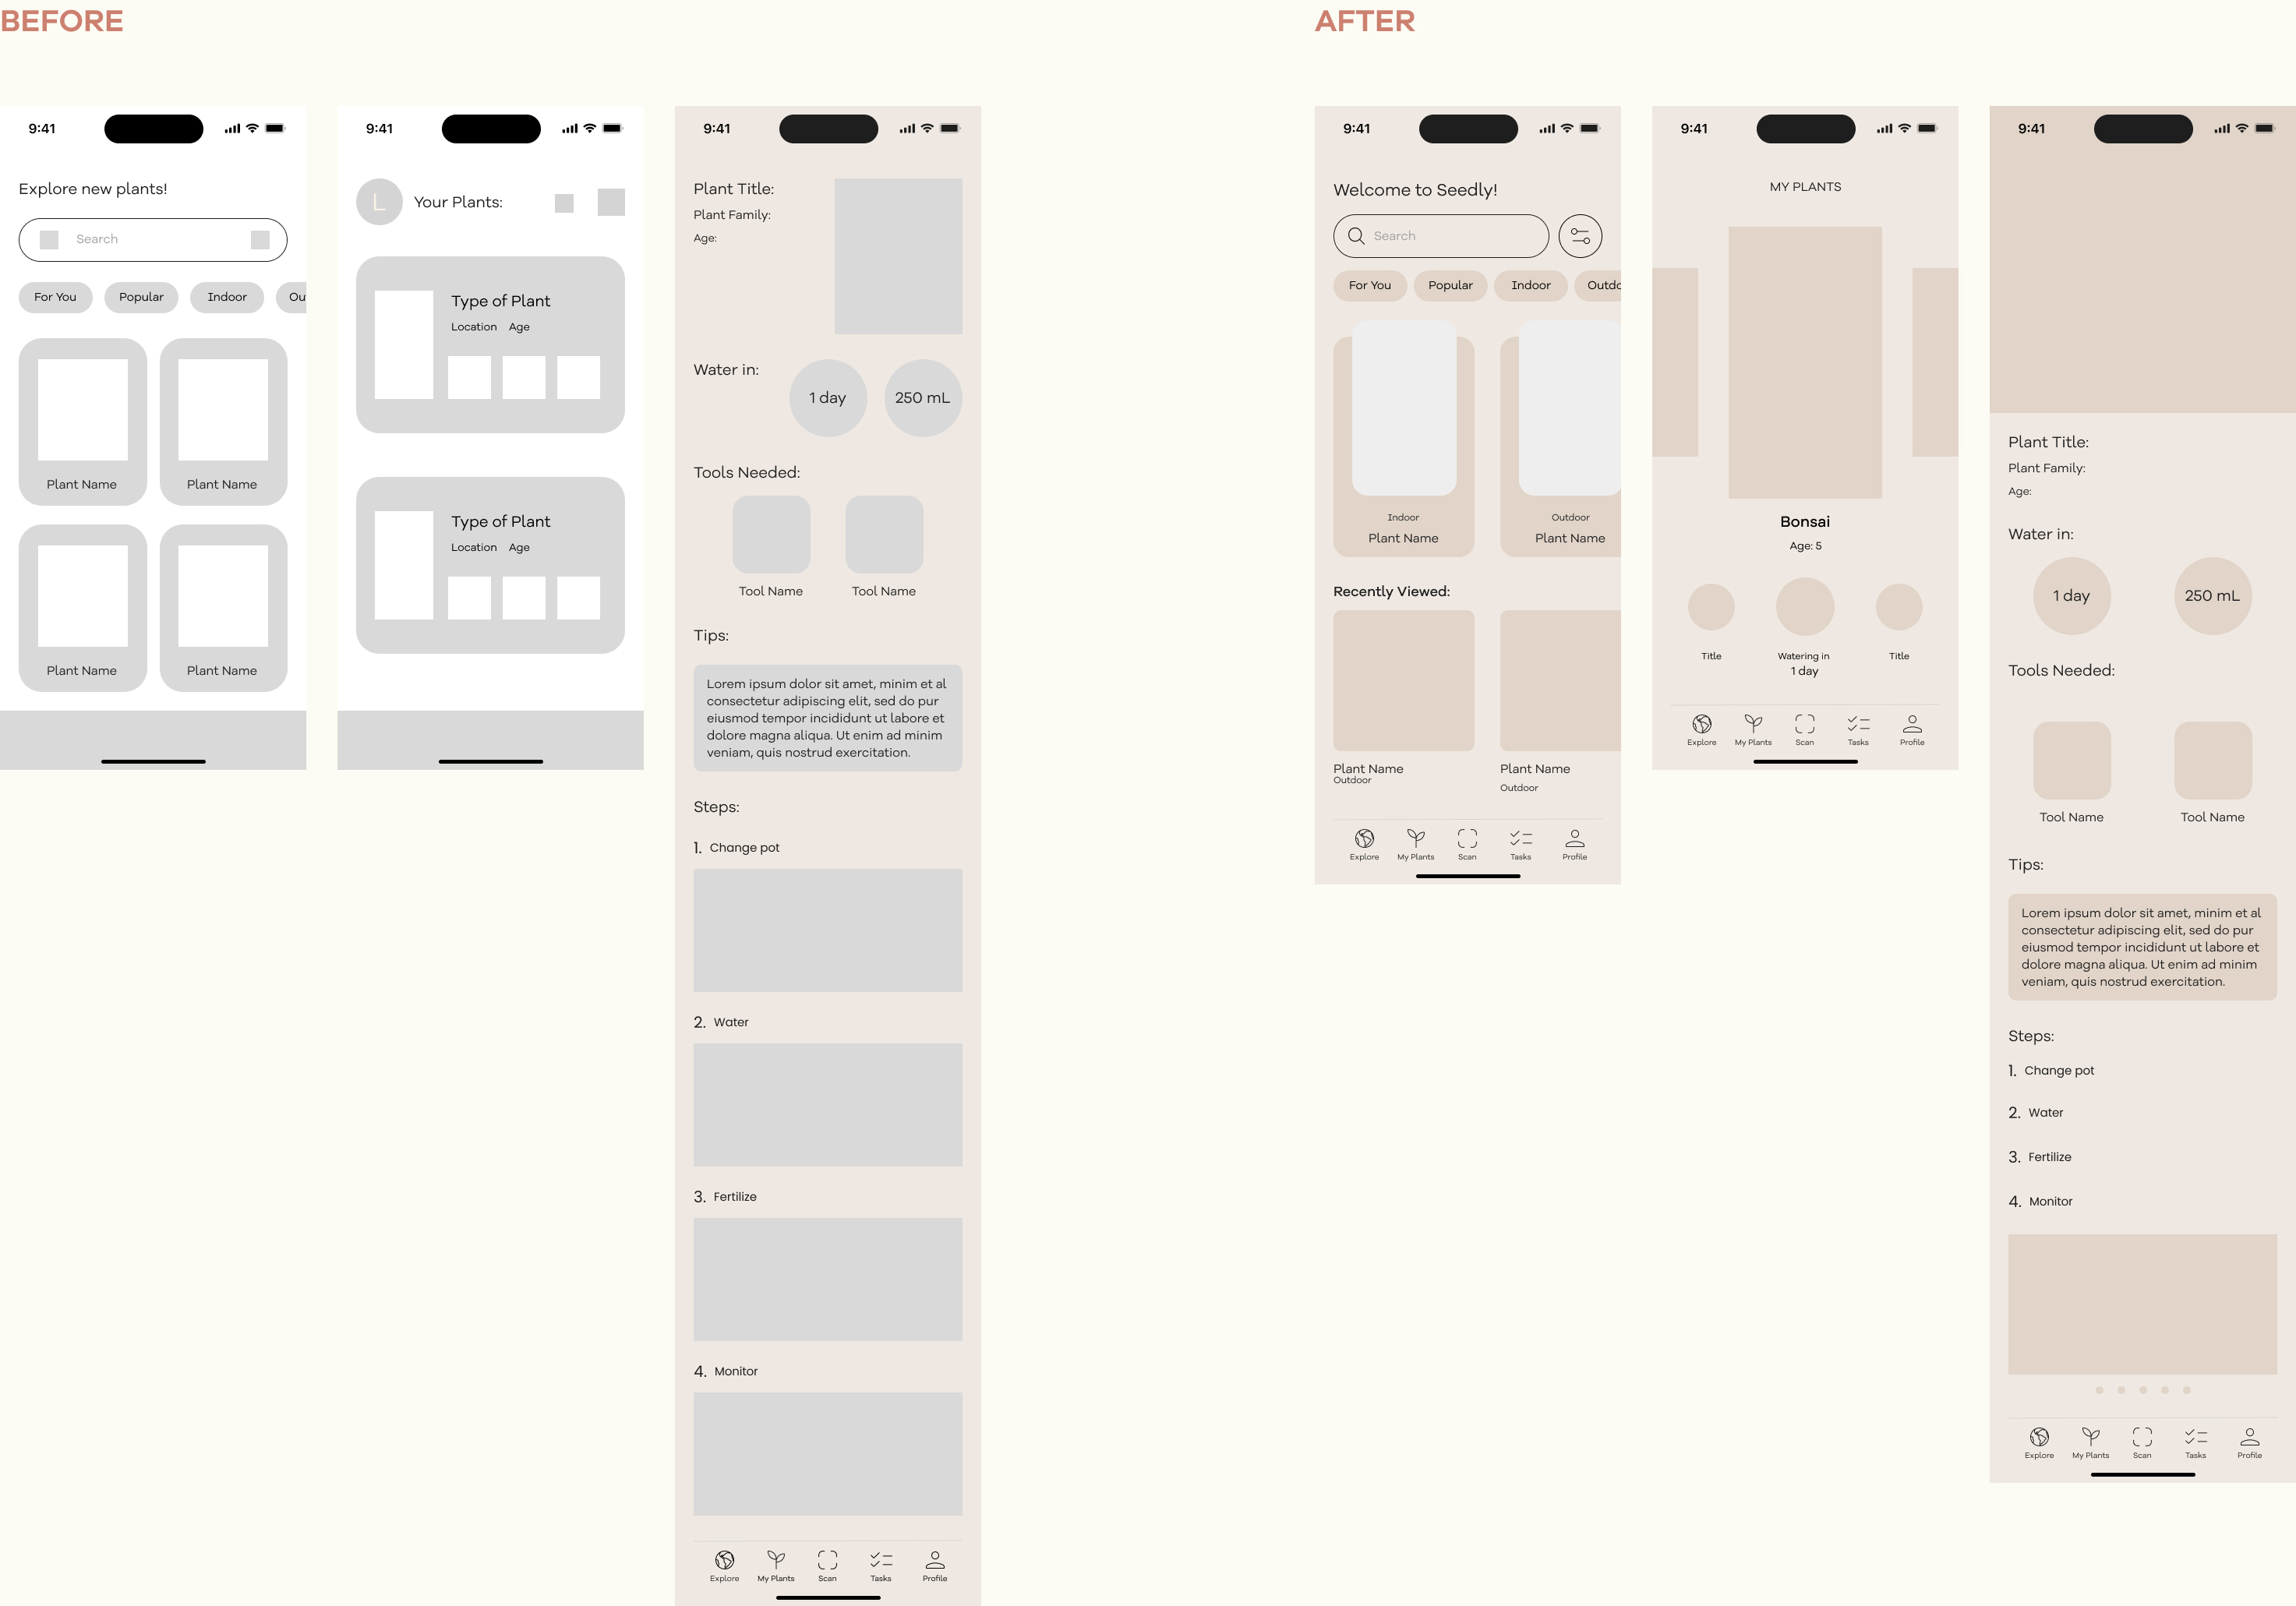 BEFORE
9:41
Explore new plants!
Search
For You
Popular
Indoor
Ou
Plant Name
Plant Name
Plant Name
Plant Name
9:41
L
Your Plants:
Type of Plant
Location
Age
Type of Plant
Location
Age
9:41
Plant Title:
Plant Family:
Age:
Water in:
1 day
250 mL
Tools Needed:
Tool Name
Tool Name
Tips:
Lorem ipsum dolor sit amet, minim et al
consectetur adipiscing elit, sed do pur
eiusmod tempor incididunt ut labore et
dolore magna aliqua. Ut enim ad minim
veniam, quis nostrud exercitation.
Steps:
1. Change pot
2. Water
3. Fertilize
4. Monitor
Explore
My Plants
Scan
Tasks
Profile
AFTER
9:41
Welcome to Seedly!
Search
For You
Popular
Indoor
Outdo
Indoor
Plant Name
Outdoor
Plant Name
Recently Viewed:
Plant Name
Outdoor
Plant Name
Outdoor
Explore
My Plants
Scan
Tasks
Profile
9:41
MY PLANTS
Bonsai
Age: 5
Title
Watering in
1 day
Title
Explore
My Plants
Scan
Tasks
Profile
9:41
Plant Title:
Plant Family:
Age:
Water in:
1 day
250 mL
Tools Needed:
Tool Name
Tool Name
Tips:
Lorem ipsum dolor sit amet, minim et al
consectetur adipiscing elit, sed do pur
eiusmod tempor incididunt ut labore et
dolore magna aliqua. Ut enim ad minim
veniam, quis nostrud exercitation.
Steps:
1. Change pot
2. Water
3. Fertilize
4. Monitor
Explore
My Plants
Scan
Tasks
Profile